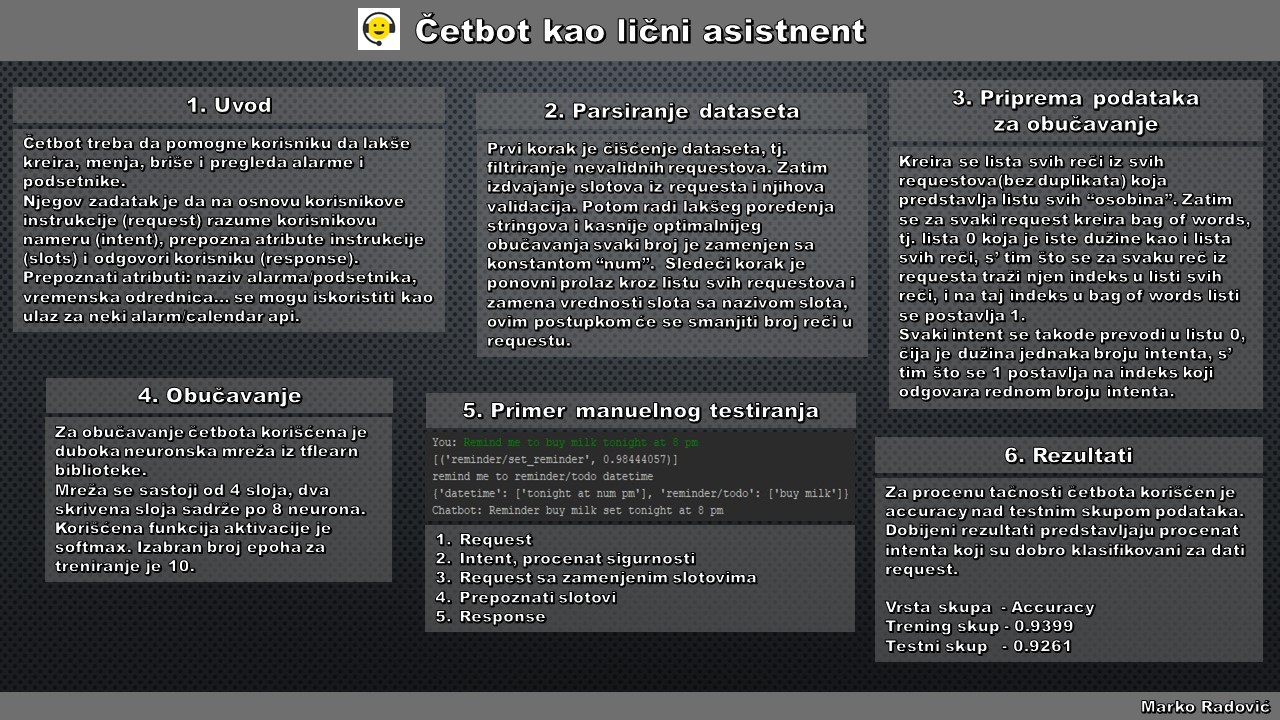 Četbot kao lični asistnent
1. Uvod
Četbot treba da pomogne korisniku da lakše
kreira, menja, briše i pregleda alarme i
podsetnike.
Njegov zadatak je da na osnovu korisnikove
instrukcije (request) razume korisnikovu
nameru (intent), prepozna atribute instrukcije
(slots) i odgovori korisniku (response).
Prepoznati atributi: naziv alarma/podsetnika,
vremenska odrednica... se mogu iskoristiti kao
ulaz za neki alarm/calendar api.
2. Parsiranje dataseta
Prvi korak je čišćenje dataseta, tj.
filtriranje nevalidnih requestova. Zatim
izdvajanje slotova iz requesta i njihova
validacija. Potom radi lakšeg poređenja
stringova i kasnije optimalnijeg
obučavanja svaki broj je zamenjen sa
konstantom “num”. Sledeći korak je
ponovni prolaz kroz listu svih requestova i
zamena vrednosti slota sa nazivom slota,
ovim postupkom će se smanjiti broj reči u
requestu.
3. Priprema podataka
za obučavanje
Kreira se lista svih reči iz svih
requestova(bez duplikata) koja
predstavlja listu svih “osobina”. Zatim
se za svaki request kreira bag of words,
tj. lista 0 koja je iste dužine kao i lista
svih reči, s’ tim što se za svaku reč iz
requesta traži njen indeks u listi svih
reči, i na taj indeks u bag of words listi
se postavlja 1.
Svaki intent se takođe prevodi u listu 0,
čija je dužina jednaka broju intenta, s’
tim što se 1 postavlja na indeks koji
odgovara rednom broju intenta.
4. Obučavanje
Za obučavanje četbota korišćena je
duboka neuronska mreža iz tflearn
biblioteke.
Mreža se sastoji od 4 sloja, dva
skrivena sloja sadrže po 8 neurona.
Korišćena funkcija aktivacije je
softmax. Izabran broj epoha za
treniranje je 10.
5. Primer manuelnog testiranja
You: Remind me to buy milk tonight at 8 pm
[('reminder/set_reminder', 0.98444057)]
remind me to reminder/todo datetime
{'datetime': ['tonight at num pm'], 'reminder/todo': ['buy milk']}
Chatbot: Reminder buy milk set tonight at 8 pm
1. Request
2. Intent, procenat sigurnosti
3. Request sa zamenjenim slotovima
4. Prepoznati slotovi
5. Response
6. Rezultati
Za procenu tačnosti četbota korišćen je
accuracy nad testnim skupom podataka.
Dobijeni rezultati predstavljaju procenat
intenta koji su dobro klasifikovani za dati
request.
Vrsta skupa - Accuracy
Trening skup - 0.9399
Testni skup - 0.9261
Marko Radović